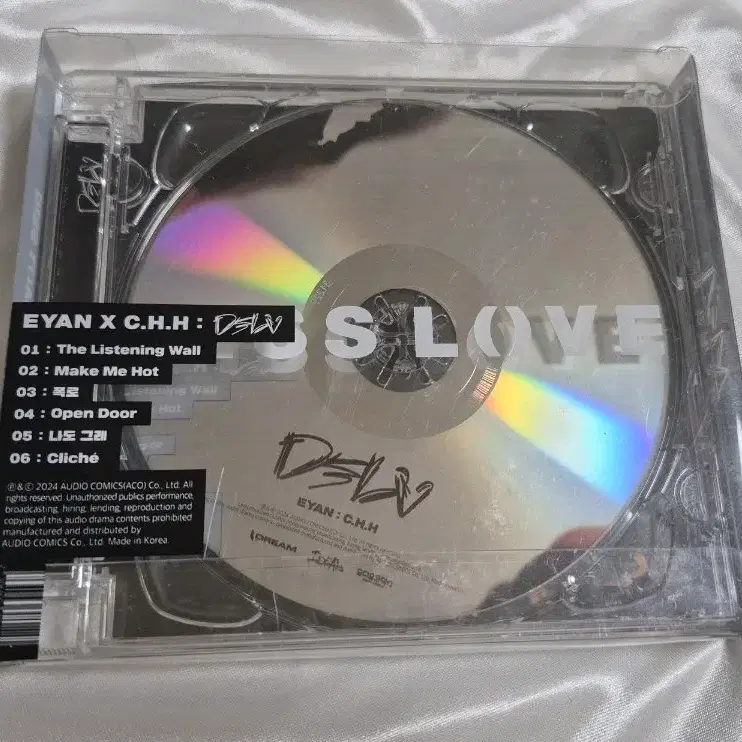 EYAN X C.H.H : DSLV
01 : The Listening Wall
02 : Make Me Hot
03 : 폭로
04 : Open Door
05 : 나도 그래
06 : Cliché
Ⓟ&© 2024 AUDIO COMICS(ACO) Co., Ltd. All
rights reserved. Unauthorized publics performance,
broadcasting, hiring, lending, reproduction and
copying of this audio drama contents prohibited
manufactured and distributed by
AUDIO COMICS Co., Ltd. Made in Korea.
SS LOVE
DSLV
EYAN : C.H.H
DREAM